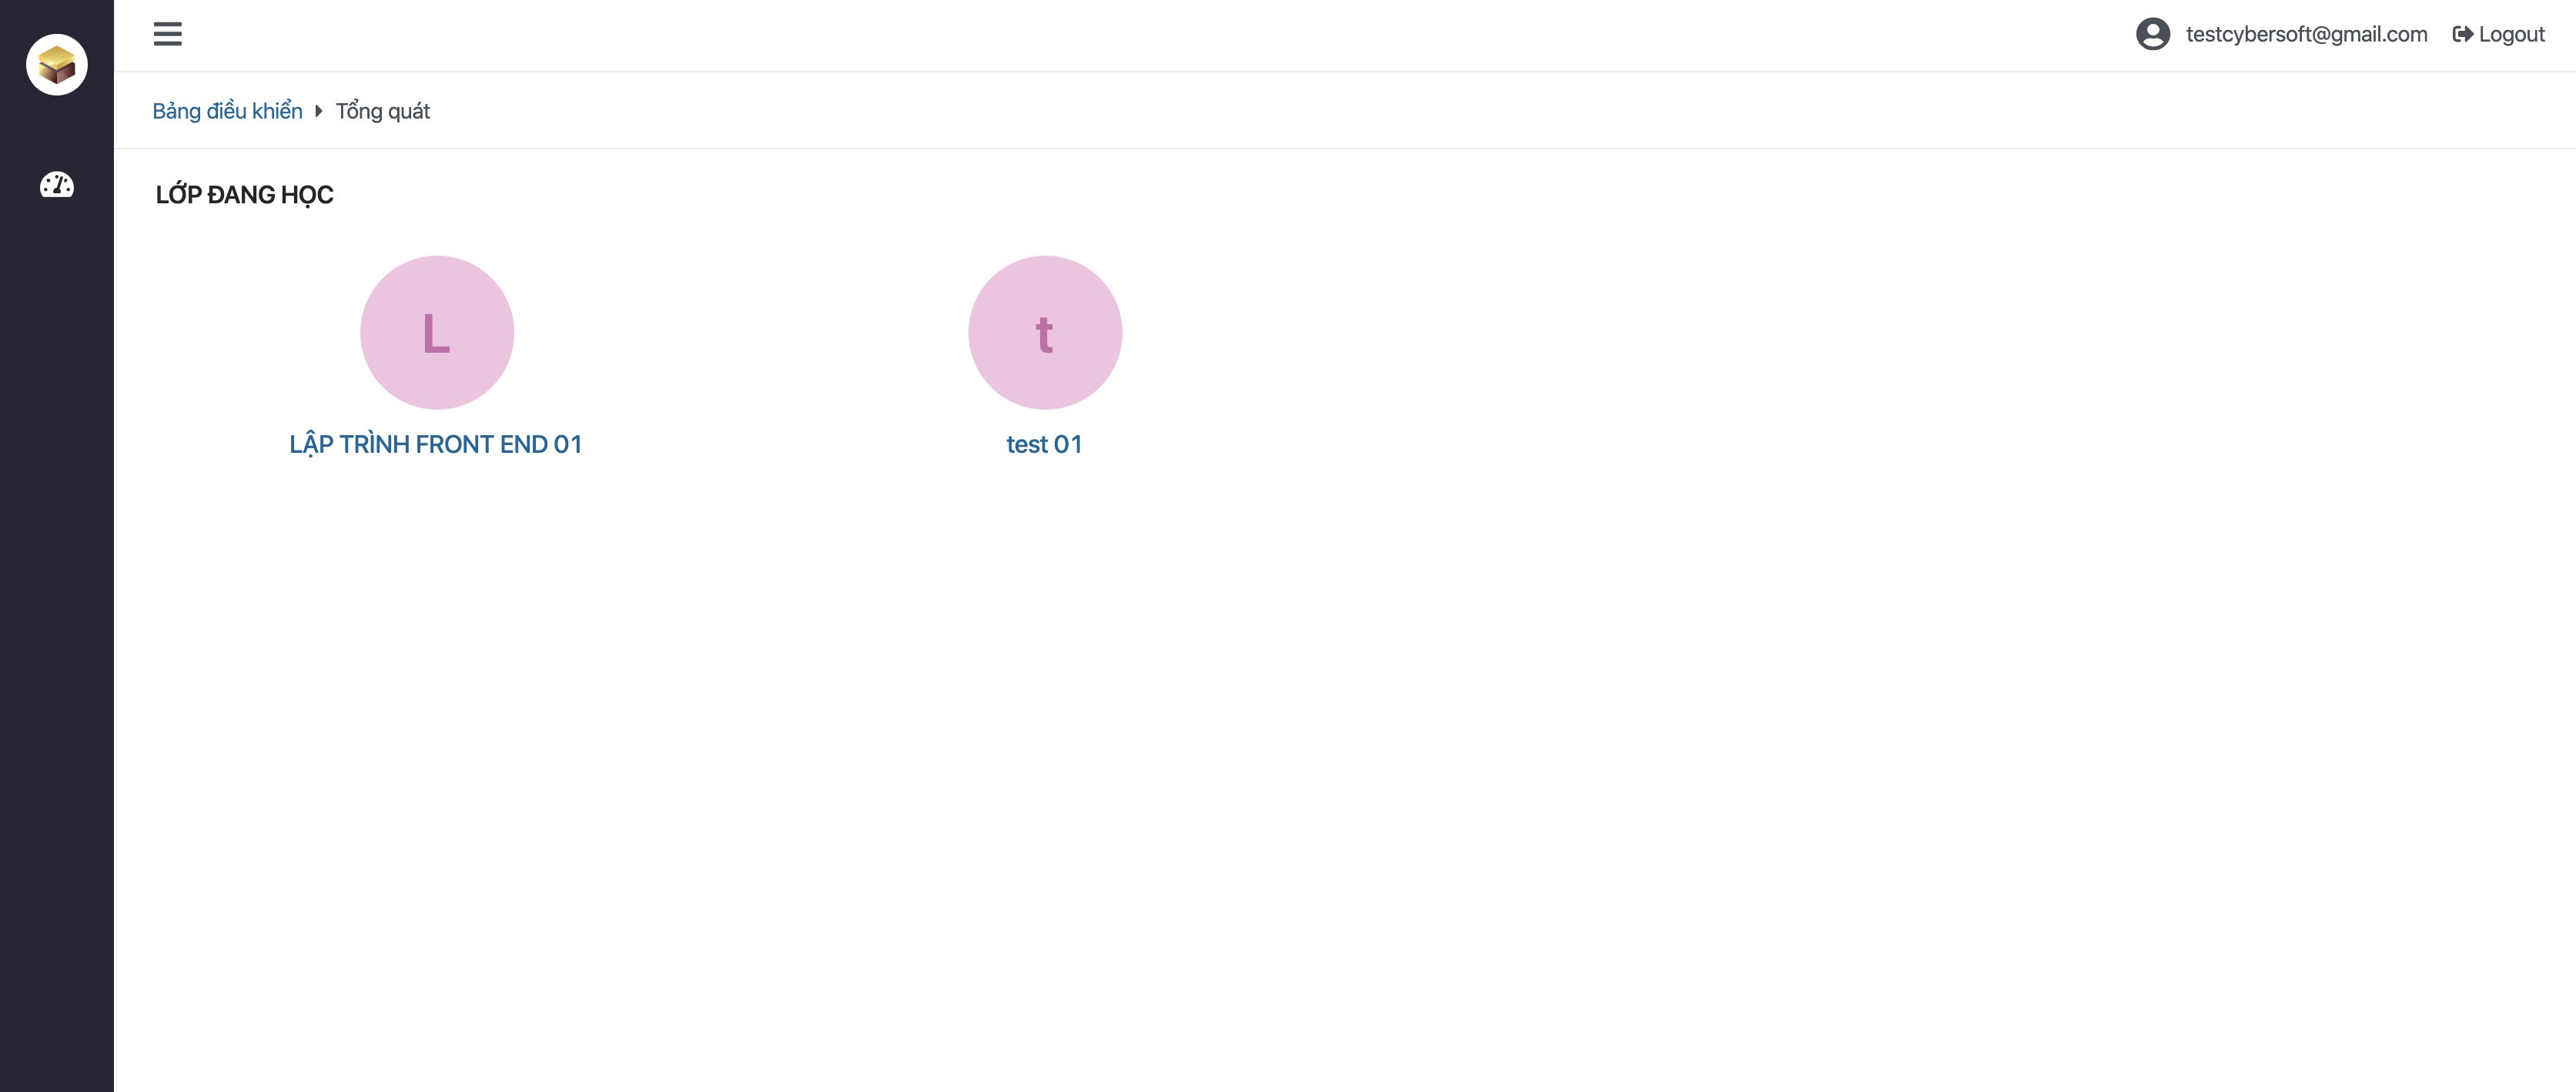 testcybersoft@gmail.com Logout
Bảng điều khiển Tổng quát
LỚP ĐANG HỌC
L t
LẬP TRÌNH FRONT END 01 test 01